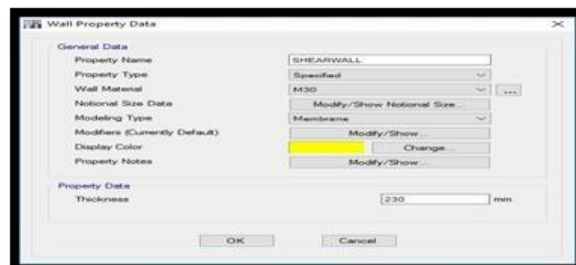 Wall Property Data
General Data
Property Name SHEARWALL
Property Type Specified
Wall Material M30 ...
Notional Size Data Modify/Show Notional Size...
Modeling Type Membrane
Modifiers (Currently Default) Modify/Show...
Display Color Change...
Property Notes Modify/Show...
Property Data
Thickness 230 mm
OK Cancel